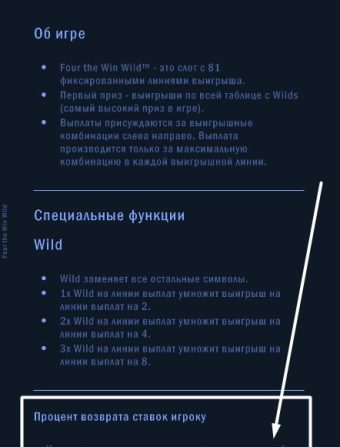 Об игре
Four the Win Wild™ - это слот с 81
фиксированными линиями выигрыша.
Первый приз - выигрыши по всей таблице с Wilds
(самый высокий приз в игре).
Выплаты присуждаются за выигрышные
комбинации слева направо. Выплата
производится только за максимальную
комбинацию в каждой выигрышной линии.
Специальные функции
Wild
Four the Win Wild
Wild заменяет все остальные символы.
1x Wild на линии выплат умножит выигрыш на
линии выплат на 2.
2x Wild на линии выплат умножит выигрыш на
линии выплат на 4.
3x Wild на линии выплат умножит выигрыш на
линии выплат на 8.
Процент возврата ставок игроку